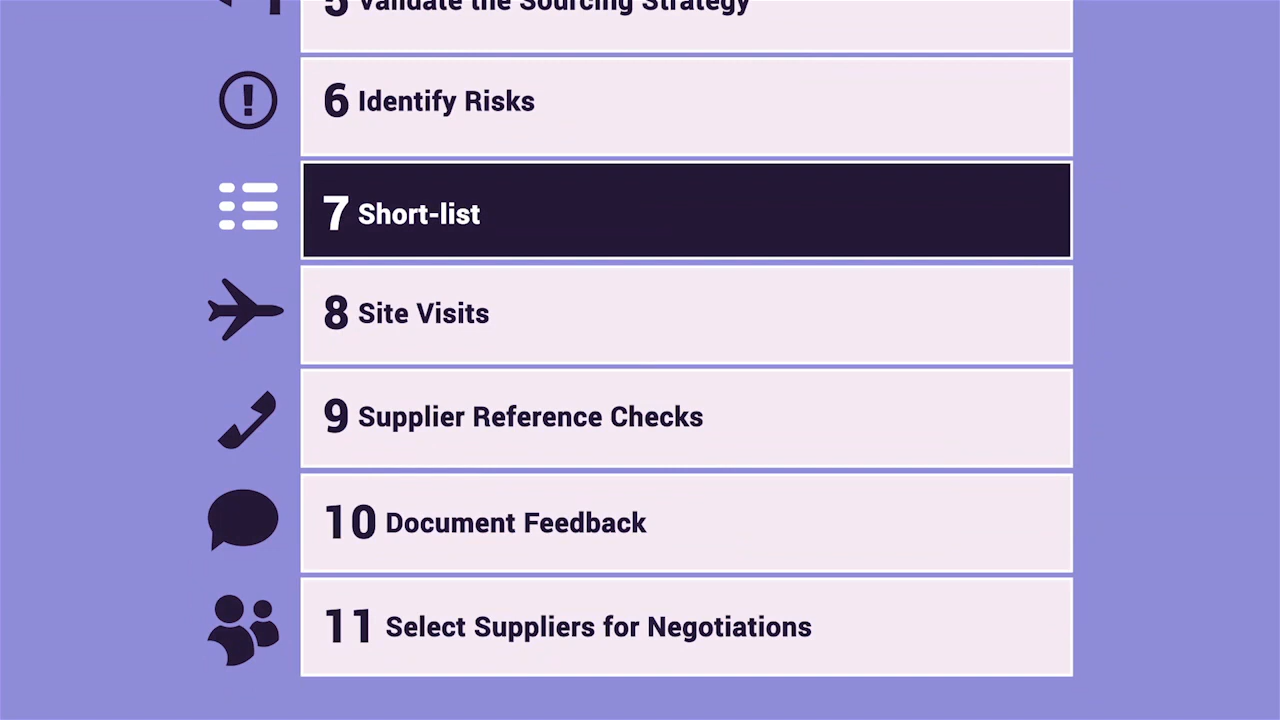 5 Validate the Sourcing Strategy
6 Identify Risks
7 Short-list
8 Site Visits
9 Supplier Reference Checks
10 Document Feedback
11 Select Suppliers for Negotiations